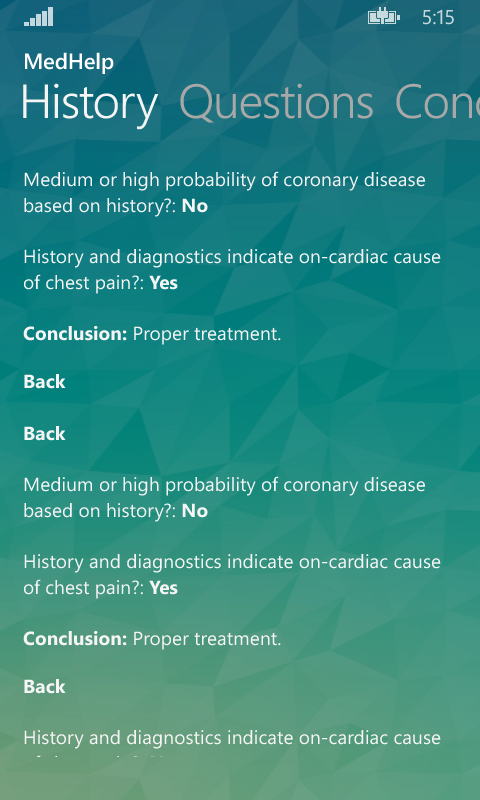 5:15
MedHelp
History Questions
Medium or high probability of coronary disease
based on history?: No
History and diagnostics indicate on-cardiac cause
of chest pain?: Yes
Conclusion: Proper treatment.
Back
Back
Medium or high probability of coronary disease
based on history?: No
History and diagnostics indicate on-cardiac cause
of chest pain?: Yes
Conclusion: Proper treatment.
Back
History and diagnostics indicate on-cardiac cause